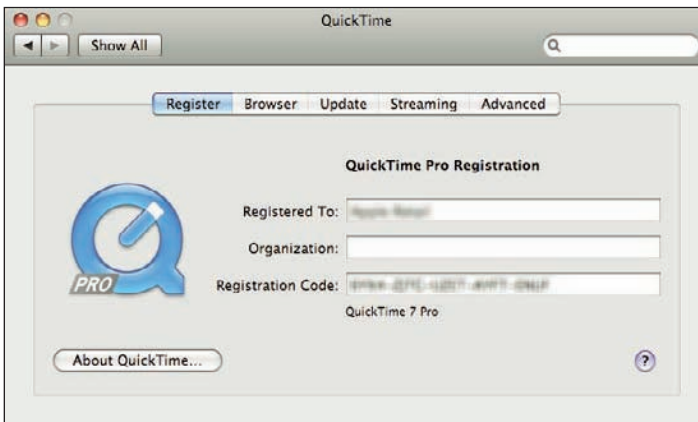 QuickTime
Show All
Register Browser Update Streaming Advanced
QuickTime Pro Registration
Registered To:
Organization:
PRO
Registration Code:
QuickTime 7 Pro
About QuickTime...
?